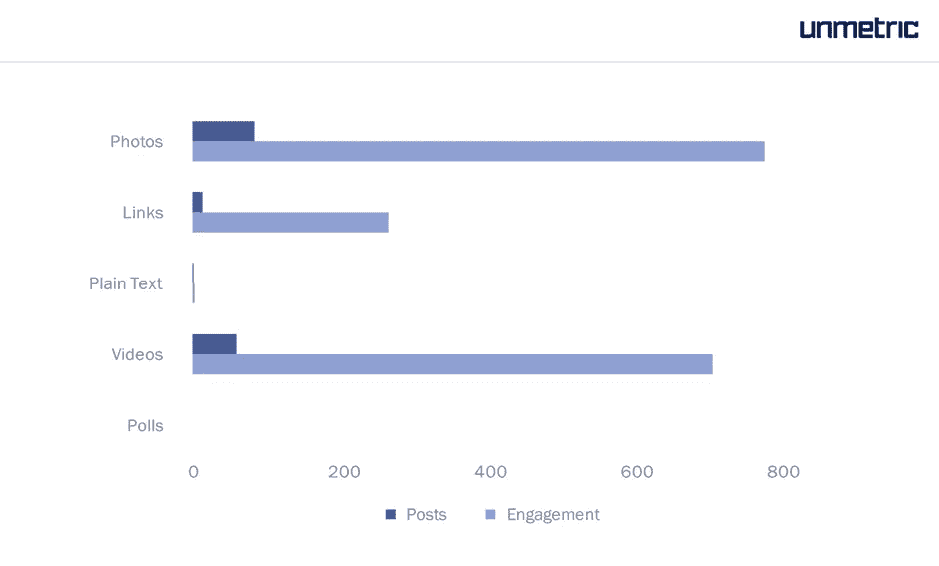 unmetric
Photos
Links
Plain Text
Videos
Polls
0 200 400 600 800
Posts Engagement